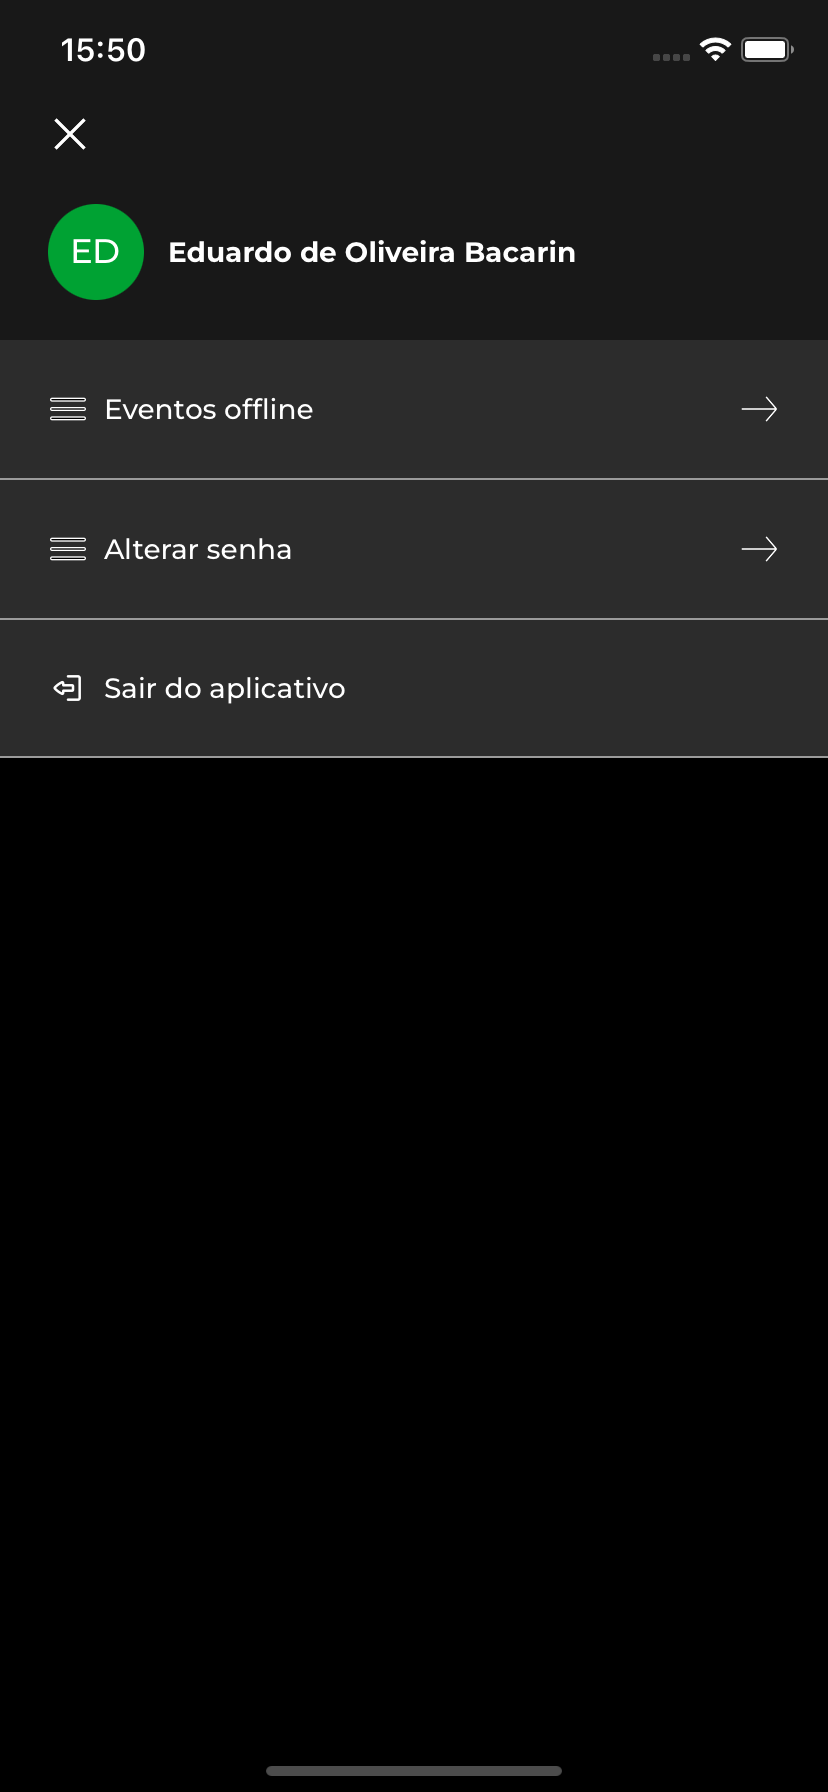 15:50
ED
Eduardo de Oliveira Bacarin
Eventos offline
Alterar senha
Sair do aplicativo